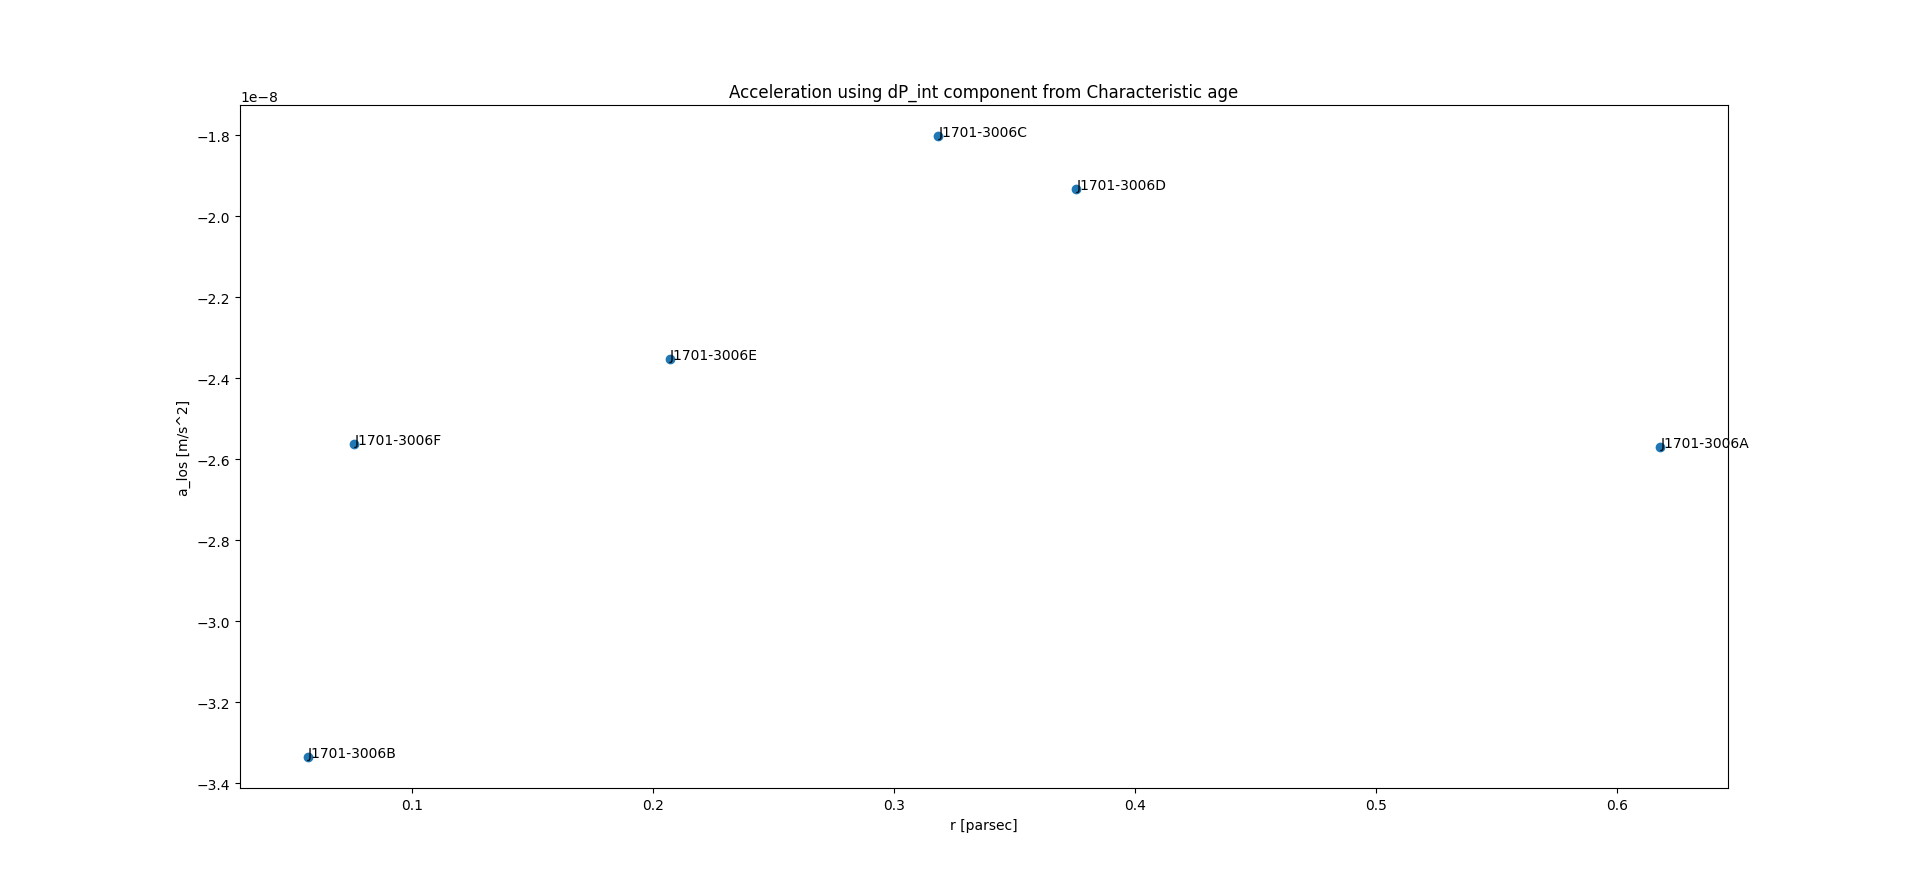 Acceleration using dP_int component from Characteristic age
1e−8
−1.8
−2.0
−2.2
−2.4
−2.6
−2.8
−3.0
−3.2
−3.4
a_los [m/s^2]
J1701-3006C
J1701-3006D
J1701-3006E
J1701-3006F
J1701-3006A
J1701-3006B
0.1 0.2 0.3 0.4 0.5 0.6
r [parsec]